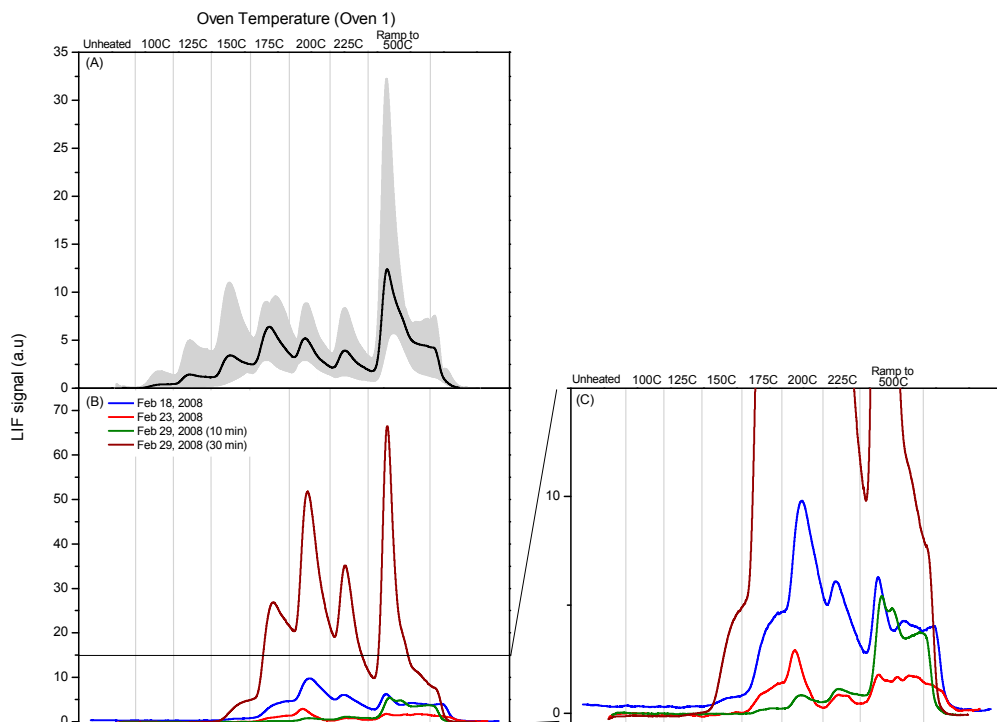 Oven Temperature (Oven 1)
Ramp to
Unheated 100C 125C 150C 175C 200C 225C 500C
(A)
35
30
25
20
15
10
5
0
LIF signal (a.u)
(B)
Feb 18, 2008
Feb 23, 2008
Feb 29, 2008 (10 min)
Feb 29, 2008 (30 min)
70
60
50
40
30
20
10
0
Ramp to
Unheated 100C 125C 150C 175C 200C 225C 500C
(C)
10
0